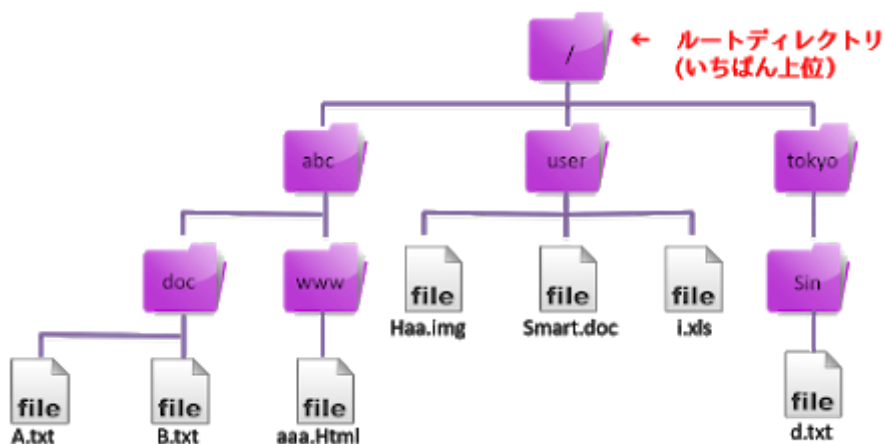 /
← ルートディレクトリ
(いちばん上位)
abc
user
tokyo
doc
www
file
file
file
Sin
Haa.img
Smart.doc
i.xls
file
file
file
file
A.txt
B.txt
aaa.Html
d.txt